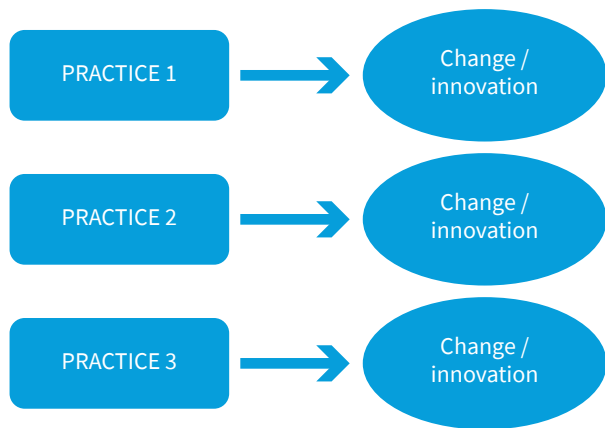 PRACTICE 1
Change /
innovation
PRACTICE 2
Change /
innovation
PRACTICE 3
Change /
innovation